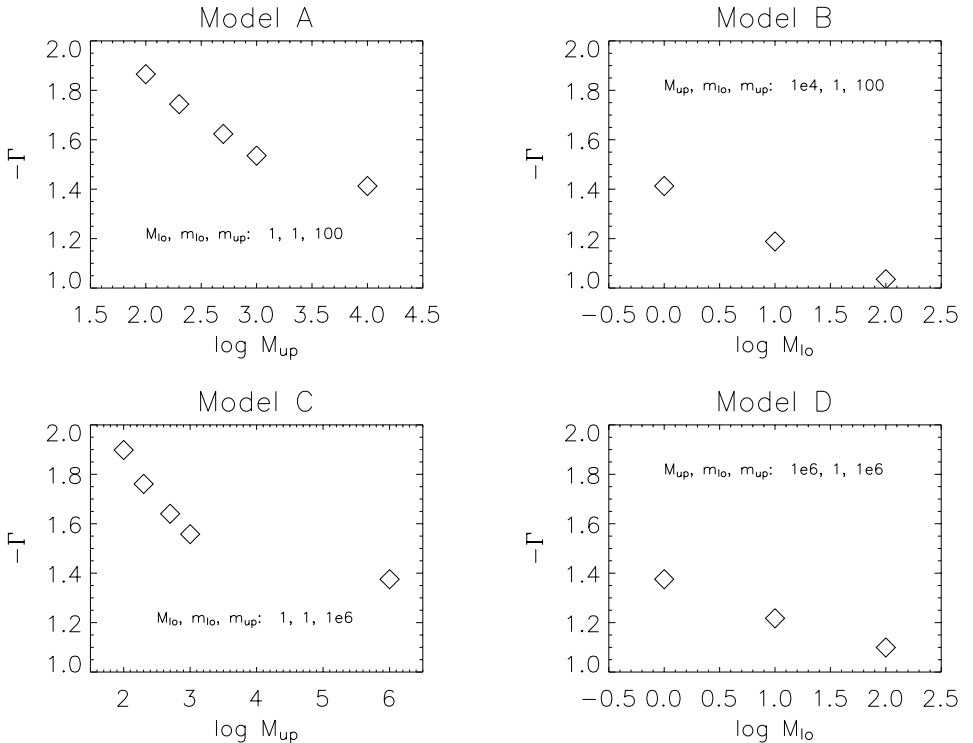 Model A
2.0
1.8
1.6
1.4
1.2
1.0
−Γ
M_lo, m_lo, m_up: 1, 1, 100
1.5 2.0 2.5 3.0 3.5 4.0 4.5
log M_up
Model B
2.0
1.8
1.6
1.4
1.2
1.0
−Γ
M_up, m_lo, m_up: 1e4, 1, 100
−0.5 0.0 0.5 1.0 1.5 2.0 2.5
log M_lo
Model C
2.0
1.8
1.6
1.4
1.2
1.0
−Γ
M_lo, m_lo, m_up: 1, 1, 1e6
2 3 4 5 6
log M_up
Model D
2.0
1.8
1.6
1.4
1.2
1.0
−Γ
M_up, m_lo, m_up: 1e6, 1, 1e6
−0.5 0.0 0.5 1.0 1.5 2.0 2.5
log M_lo